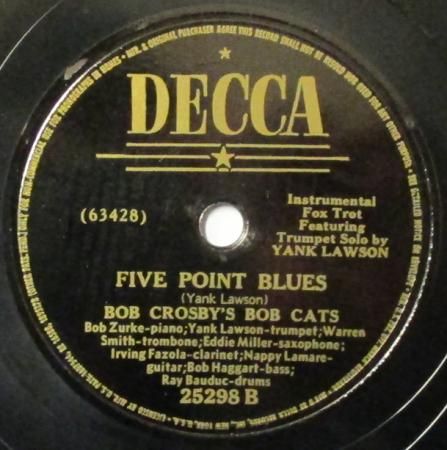 DECCA
(63428)
Instrumental
Fox Trot
Featuring
Trumpet Solo by
YANK LAWSON
FIVE POINT BLUES
(Yank Lawson)
BOB CROSBY'S BOB CATS
Bob Zurke-piano;Yank Lawson-trumpet;Warren
Smith-trombone;Eddie Miller-saxophone;
Irving Fazola-clarinet;Nappy Lamare-
guitar;Bob Haggart-bass;
Ray Bauduc-drums
25298 B